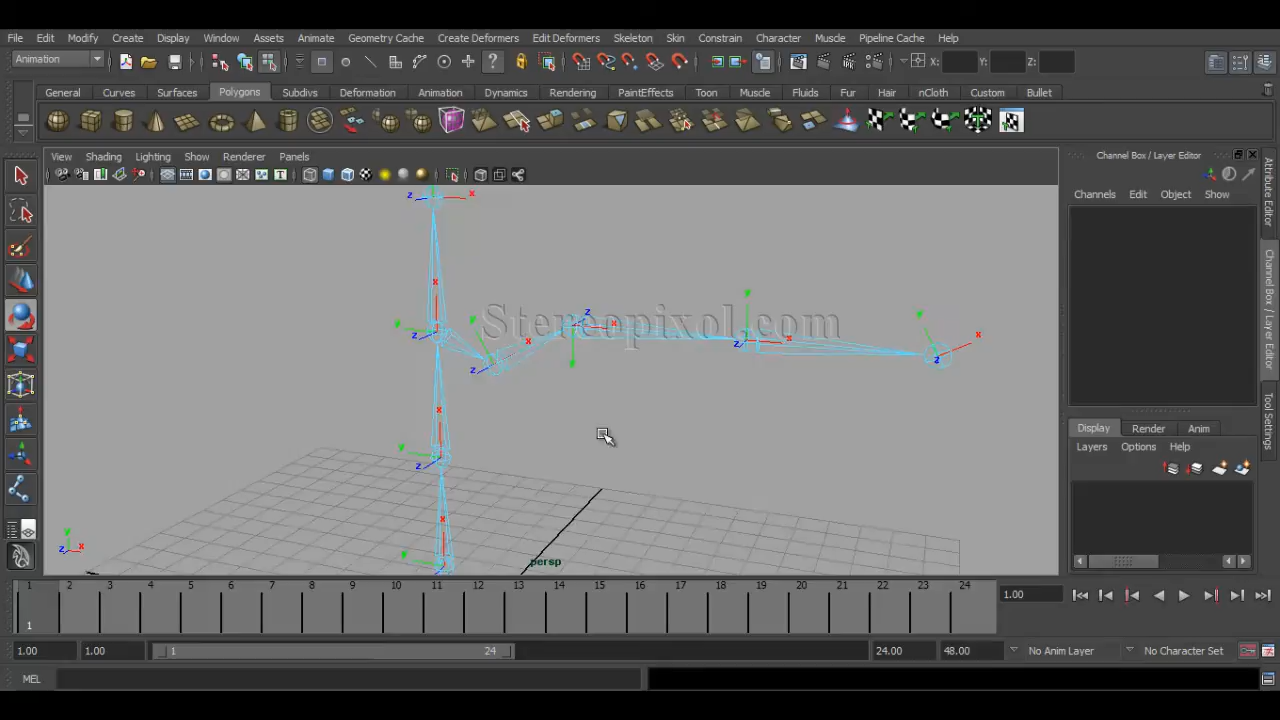 File Edit Modify Create Display Window Assets Animate Geometry Cache Create Deformers Edit Deformers Skeleton Skin Constrain Character Muscle Pipeline Cache Help
Animation X: Y: Z:
General Curves Surfaces Polygons Subdivs Deformation Animation Dynamics Rendering PaintEffects Toon Muscle Fluids Fur Hair nCloth Custom Bullet
View Shading Lighting Show Renderer Panels
Channel Box / Layer Editor
Channels Edit Object Show
Attribute Editor
Channel Box / Layer Editor
Tool Settings
z x
x
y z
y x z
z x
y x z
y x z
Stereopixol.com
x
y
z
x
y
z
y x z
y x
z
persp
Display Render Anim
Layers Options Help
1 2 3 4 5 6 7 8 9 10 11 12 13 14 15 16 17 18 19 20 21 22 23 24
1
1.00
1.00 1.00 1 24 24.00 48.00 No Anim Layer No Character Set
MEL